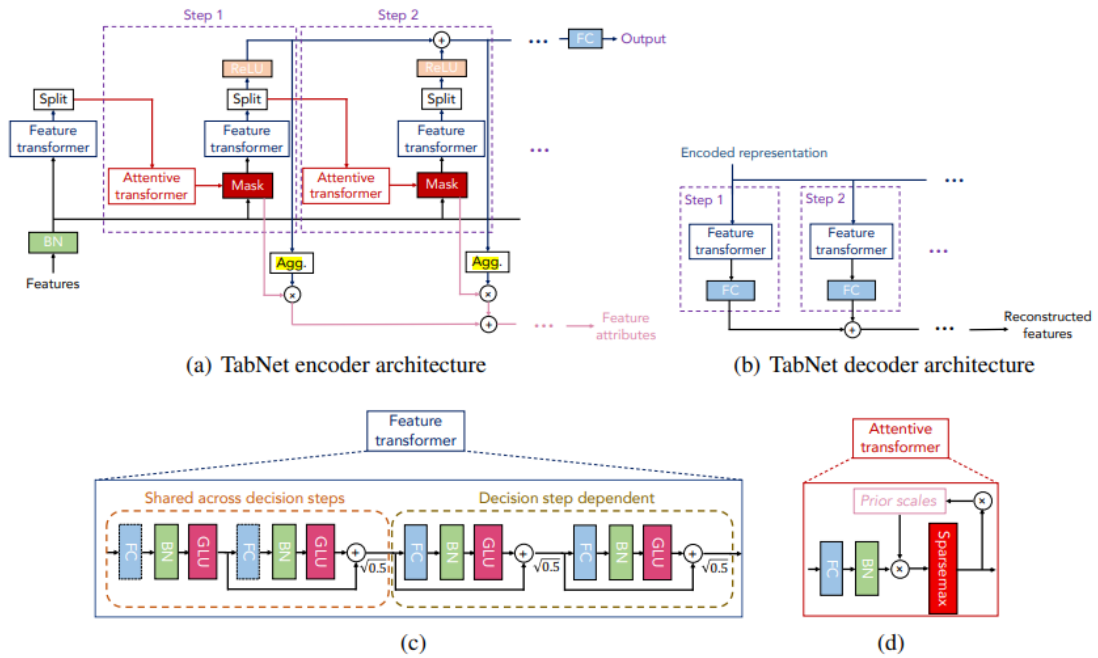 Step 1
Step 2
ReLU
ReLU
FC
Output
Split
Split
Split
Feature
transformer
Feature
transformer
Feature
transformer
Attentive
transformer
Mask
Attentive
transformer
Mask
BN
Features
Agg.
Agg.
Feature
attributes
(a) TabNet encoder architecture
Encoded representation
Step 1
Step 2
Feature
transformer
Feature
transformer
FC
FC
Reconstructed
features
(b) TabNet decoder architecture
Feature
transformer
Shared across decision steps
Decision step dependent
FC
BN
GLU
FC
BN
GLU
√0.5
FC
BN
GLU
√0.5
FC
BN
GLU
√0.5
(c)
Attentive
transformer
Prior scales
FC
BN
Sparsemax
(d)